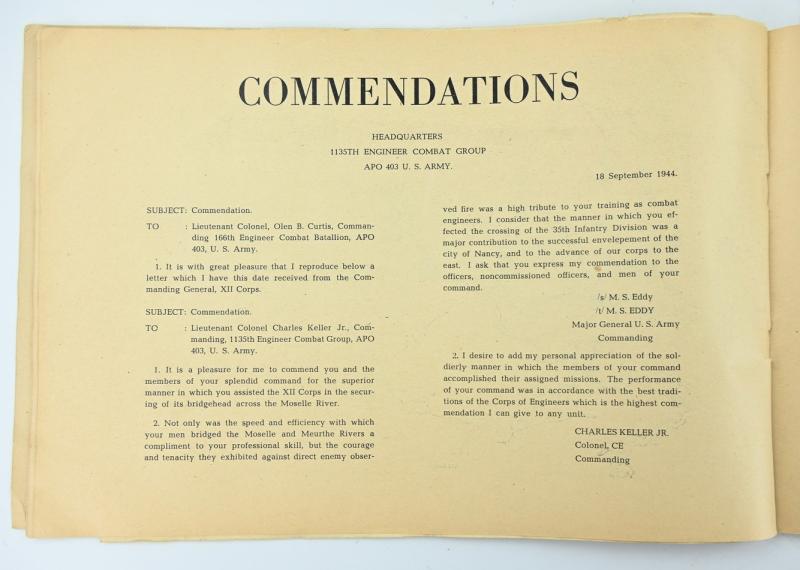 COMMENDATIONS
HEADQUARTERS
1135TH ENGINEER COMBAT GROUP
APO 403 U. S. ARMY.
18 September 1944.
SUBJECT: Commendation.
TO : Lieutenant Colonel, Olen B. Curtis, Comman-
ding 166th Engineer Combat Batallion, APO
403, U. S. Army.
1. It is with great pleasure that I reproduce below a
letter which I have this date received from the Com-
manding General, XII Corps.
SUBJECT: Commendation.
TO : Lieutenant Colonel Charles Keller Jr., Com-
manding, 1135th Engineer Combat Group, APO
403, U. S. Army.
1. It is a pleasure for me to commend you and the
members of your splendid command for the superior
manner in which you assisted the XII Corps in the secur-
ing of its bridgehead across the Moselle River.
2. Not only was the speed and efficiency with which
your men bridged the Moselle and Meurthe Rivers a
compliment to your professional skill, but the courage
and tenacity they exhibited against direct enemy obser-
ved fire was a high tribute to your training as combat
engineers. I consider that the manner in which you ef-
fected the crossing of the 35th Infantry Division was a
major contribution to the successful envelepement of the
city of Nancy, and to the advance of our corps to the
east. I ask that you express my commendation to the
officers, noncommissioned officers, and men of your
command.
/s/ M. S. Eddy
/t/ M. S. EDDY
Major General U. S. Army
Commanding
2. I desire to add my personal appreciation of the sol-
dierly manner in which the members of your command
accomplished their assigned missions. The performance
of your command was in accordance with the best tradi-
tions of the Corps of Engineers which is the highest com-
mendation I can give to any unit.
CHARLES KELLER JR.
Colonel, CE
Commanding